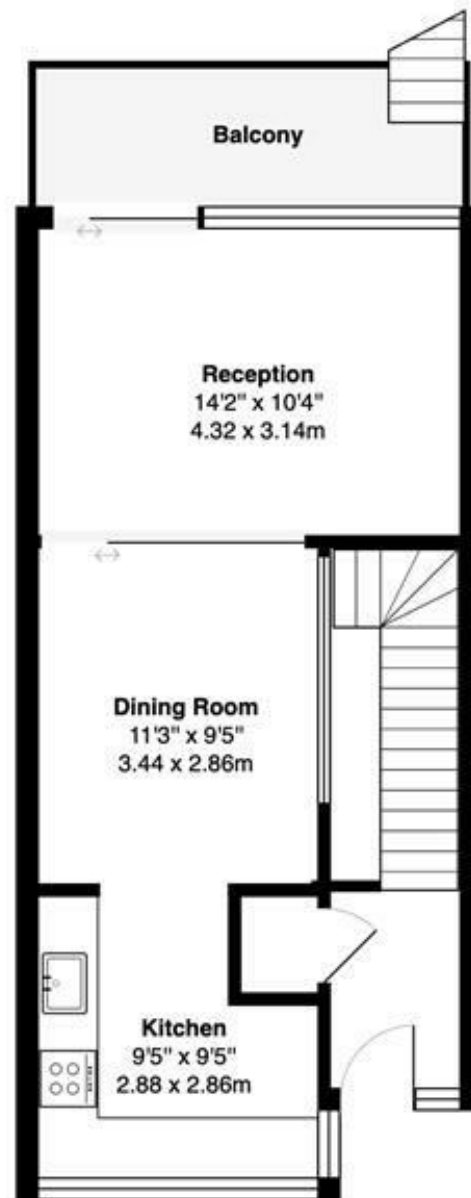 Balcony
Reception
14'2" x 10'4"
4.32 x 3.14m
Dining Room
11'3" x 9'5"
3.44 x 2.86m
Kitchen
9'5" x 9'5"
2.88 x 2.86m